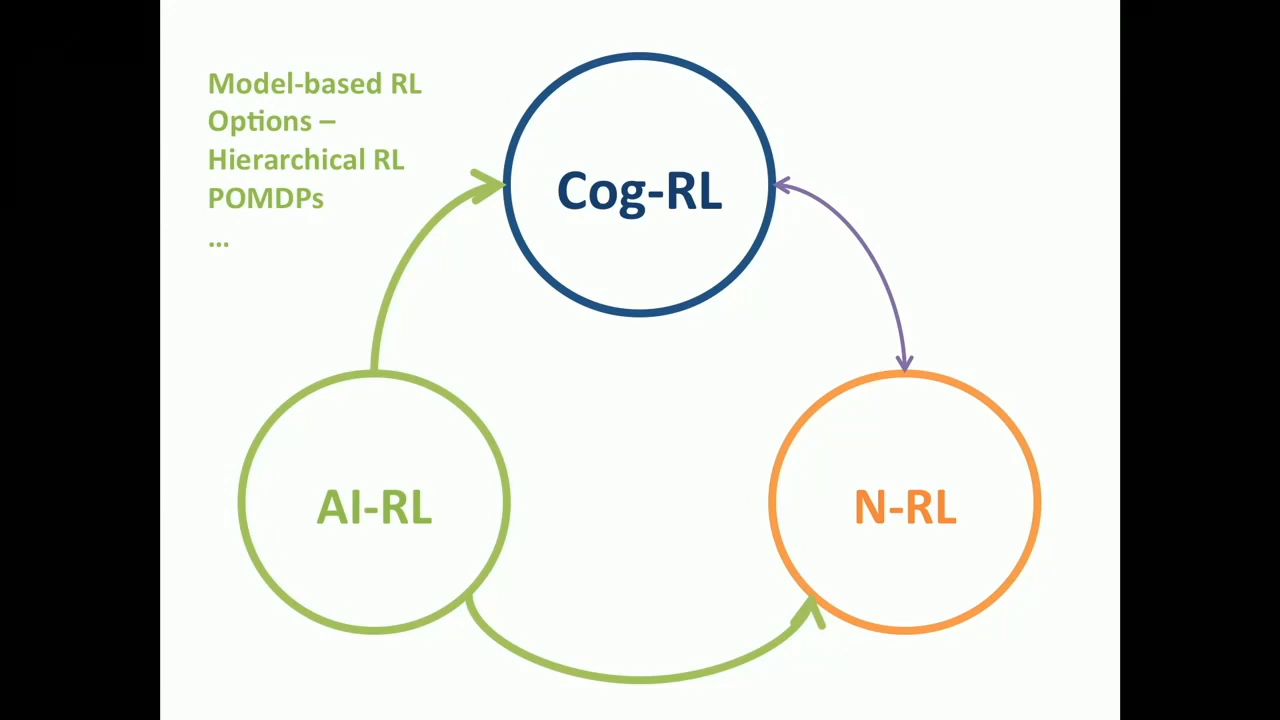 Model-based RL
Options –
Hierarchical RL
POMDPs
...
Cog-RL
AI-RL
N-RL